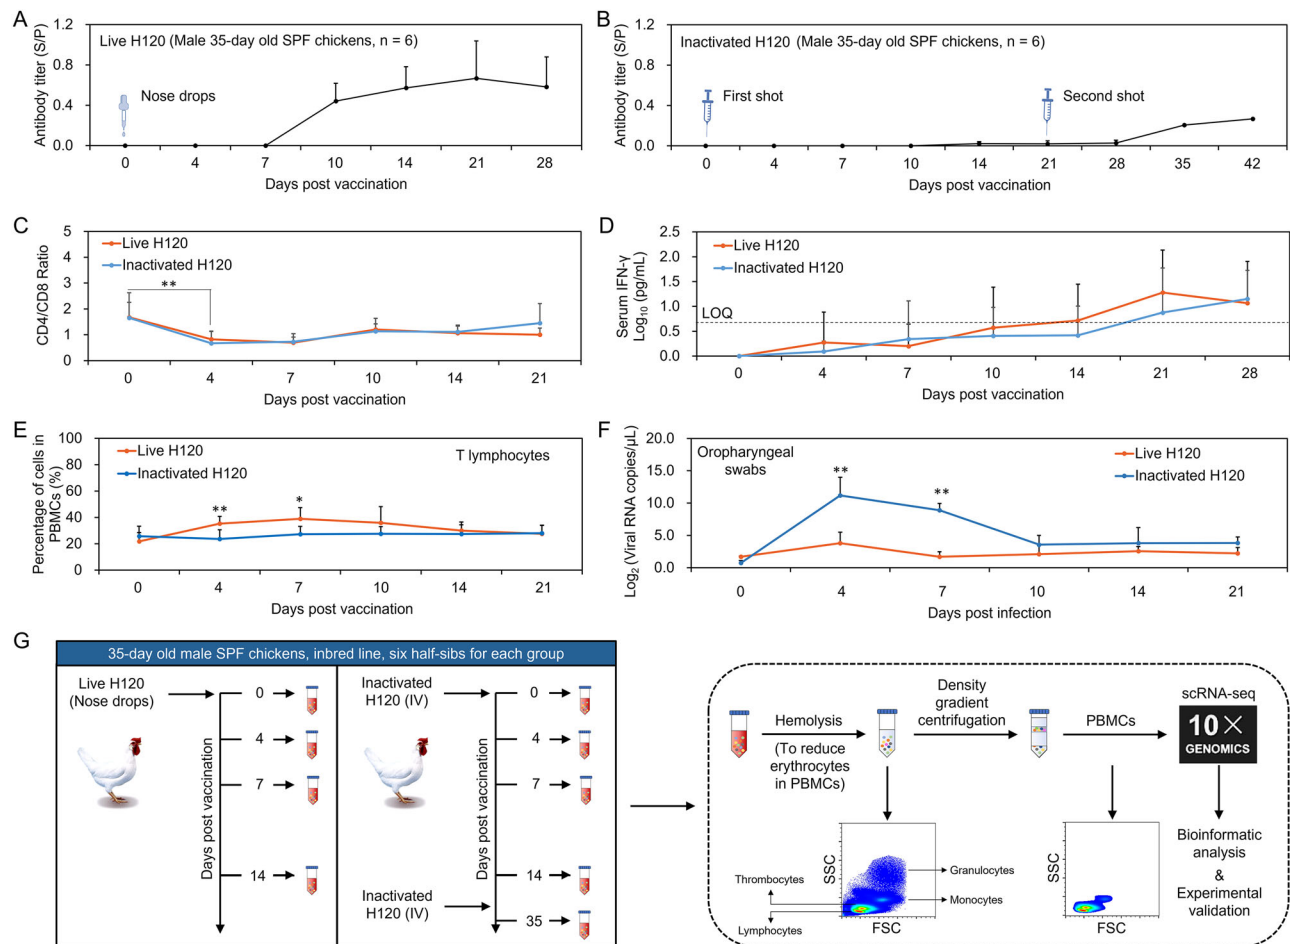 A
Antibody titer (S/P)
1.2
0.8
0.4
0.0
Live H120 (Male 35-day old SPF chickens, n = 6)
Nose drops
0 4 7 10 14 21 28
Days post vaccination
B
Antibody titer (S/P)
1.2
0.8
0.4
0.0
Inactivated H120 (Male 35-day old SPF chickens, n = 6)
First shot
Second shot
0 4 7 10 14 21 28 35 42
Days post vaccination
C
CD4/CD8 Ratio
5
4
3
2
1
0
Live H120
Inactivated H120
**
0 4 7 10 14 21
Days post vaccination
D
Serum IFN-γ
Log10 (pg/mL)
2.5
2.0
1.5
1.0
0.5
0.0
Live H120
Inactivated H120
LOQ
0 4 7 10 14 21 28
Days post vaccination
E
Percentage of cells in
PBMCs (%)
100
80
60
40
20
0
Live H120
Inactivated H120
T lymphocytes
**
*
0 4 7 10 14 21
Days post vaccination
F
Log2 (Viral RNA copies/μL)
20.0
15.0
10.0
5.0
0.0
Oropharyngeal
swabs
Live H120
Inactivated H120
**
**
0 4 7 10 14 21
Days post infection
G
35-day old male SPF chickens, inbred line, six half-sibs for each group
Live H120
(Nose drops)
Days post vaccination
0
4
7
14
Inactivated
H120 (IV)
Inactivated
H120 (IV)
Days post vaccination
0
4
7
14
35
Hemolysis
(To reduce
erythrocytes
in PBMCs)
Density
gradient
centrifugation
PBMCs
scRNA-seq
10×
GENOMICS
SSC
FSC
Thrombocytes
Lymphocytes
Granulocytes
Monocytes
SSC
FSC
Bioinformatic
analysis
&
Experimental
validation